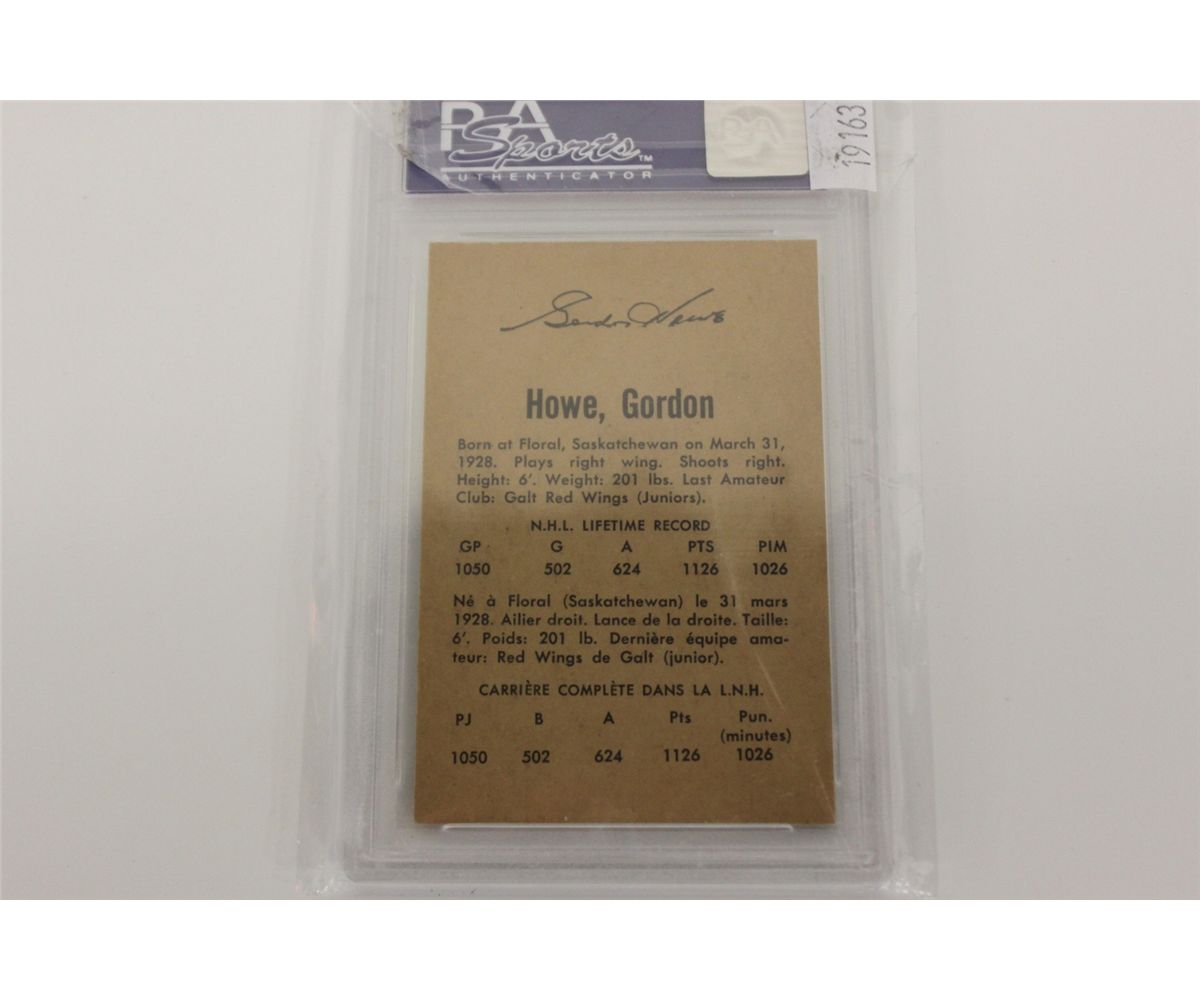 PSA
Sports™
AUTHENTICATOR
19163
Gordon Howe
Howe, Gordon
Born at Floral, Saskatchewan on March 31,
1928. Plays right wing. Shoots right.
Height: 6'. Weight: 201 lbs. Last Amateur
Club: Galt Red Wings (Juniors).
N.H.L. LIFETIME RECORD
GP G A PTS PIM
1050 502 624 1126 1026
Né à Floral (Saskatchewan) le 31 mars
1928. Ailier droit. Lance de la droite. Taille:
6'. Poids: 201 lb. Dernière équipe ama-
teur: Red Wings de Galt (junior).
CARRIÈRE COMPLÈTE DANS LA L.N.H.
PJ B A Pts Pun.
(minutes)
1050 502 624 1126 1026